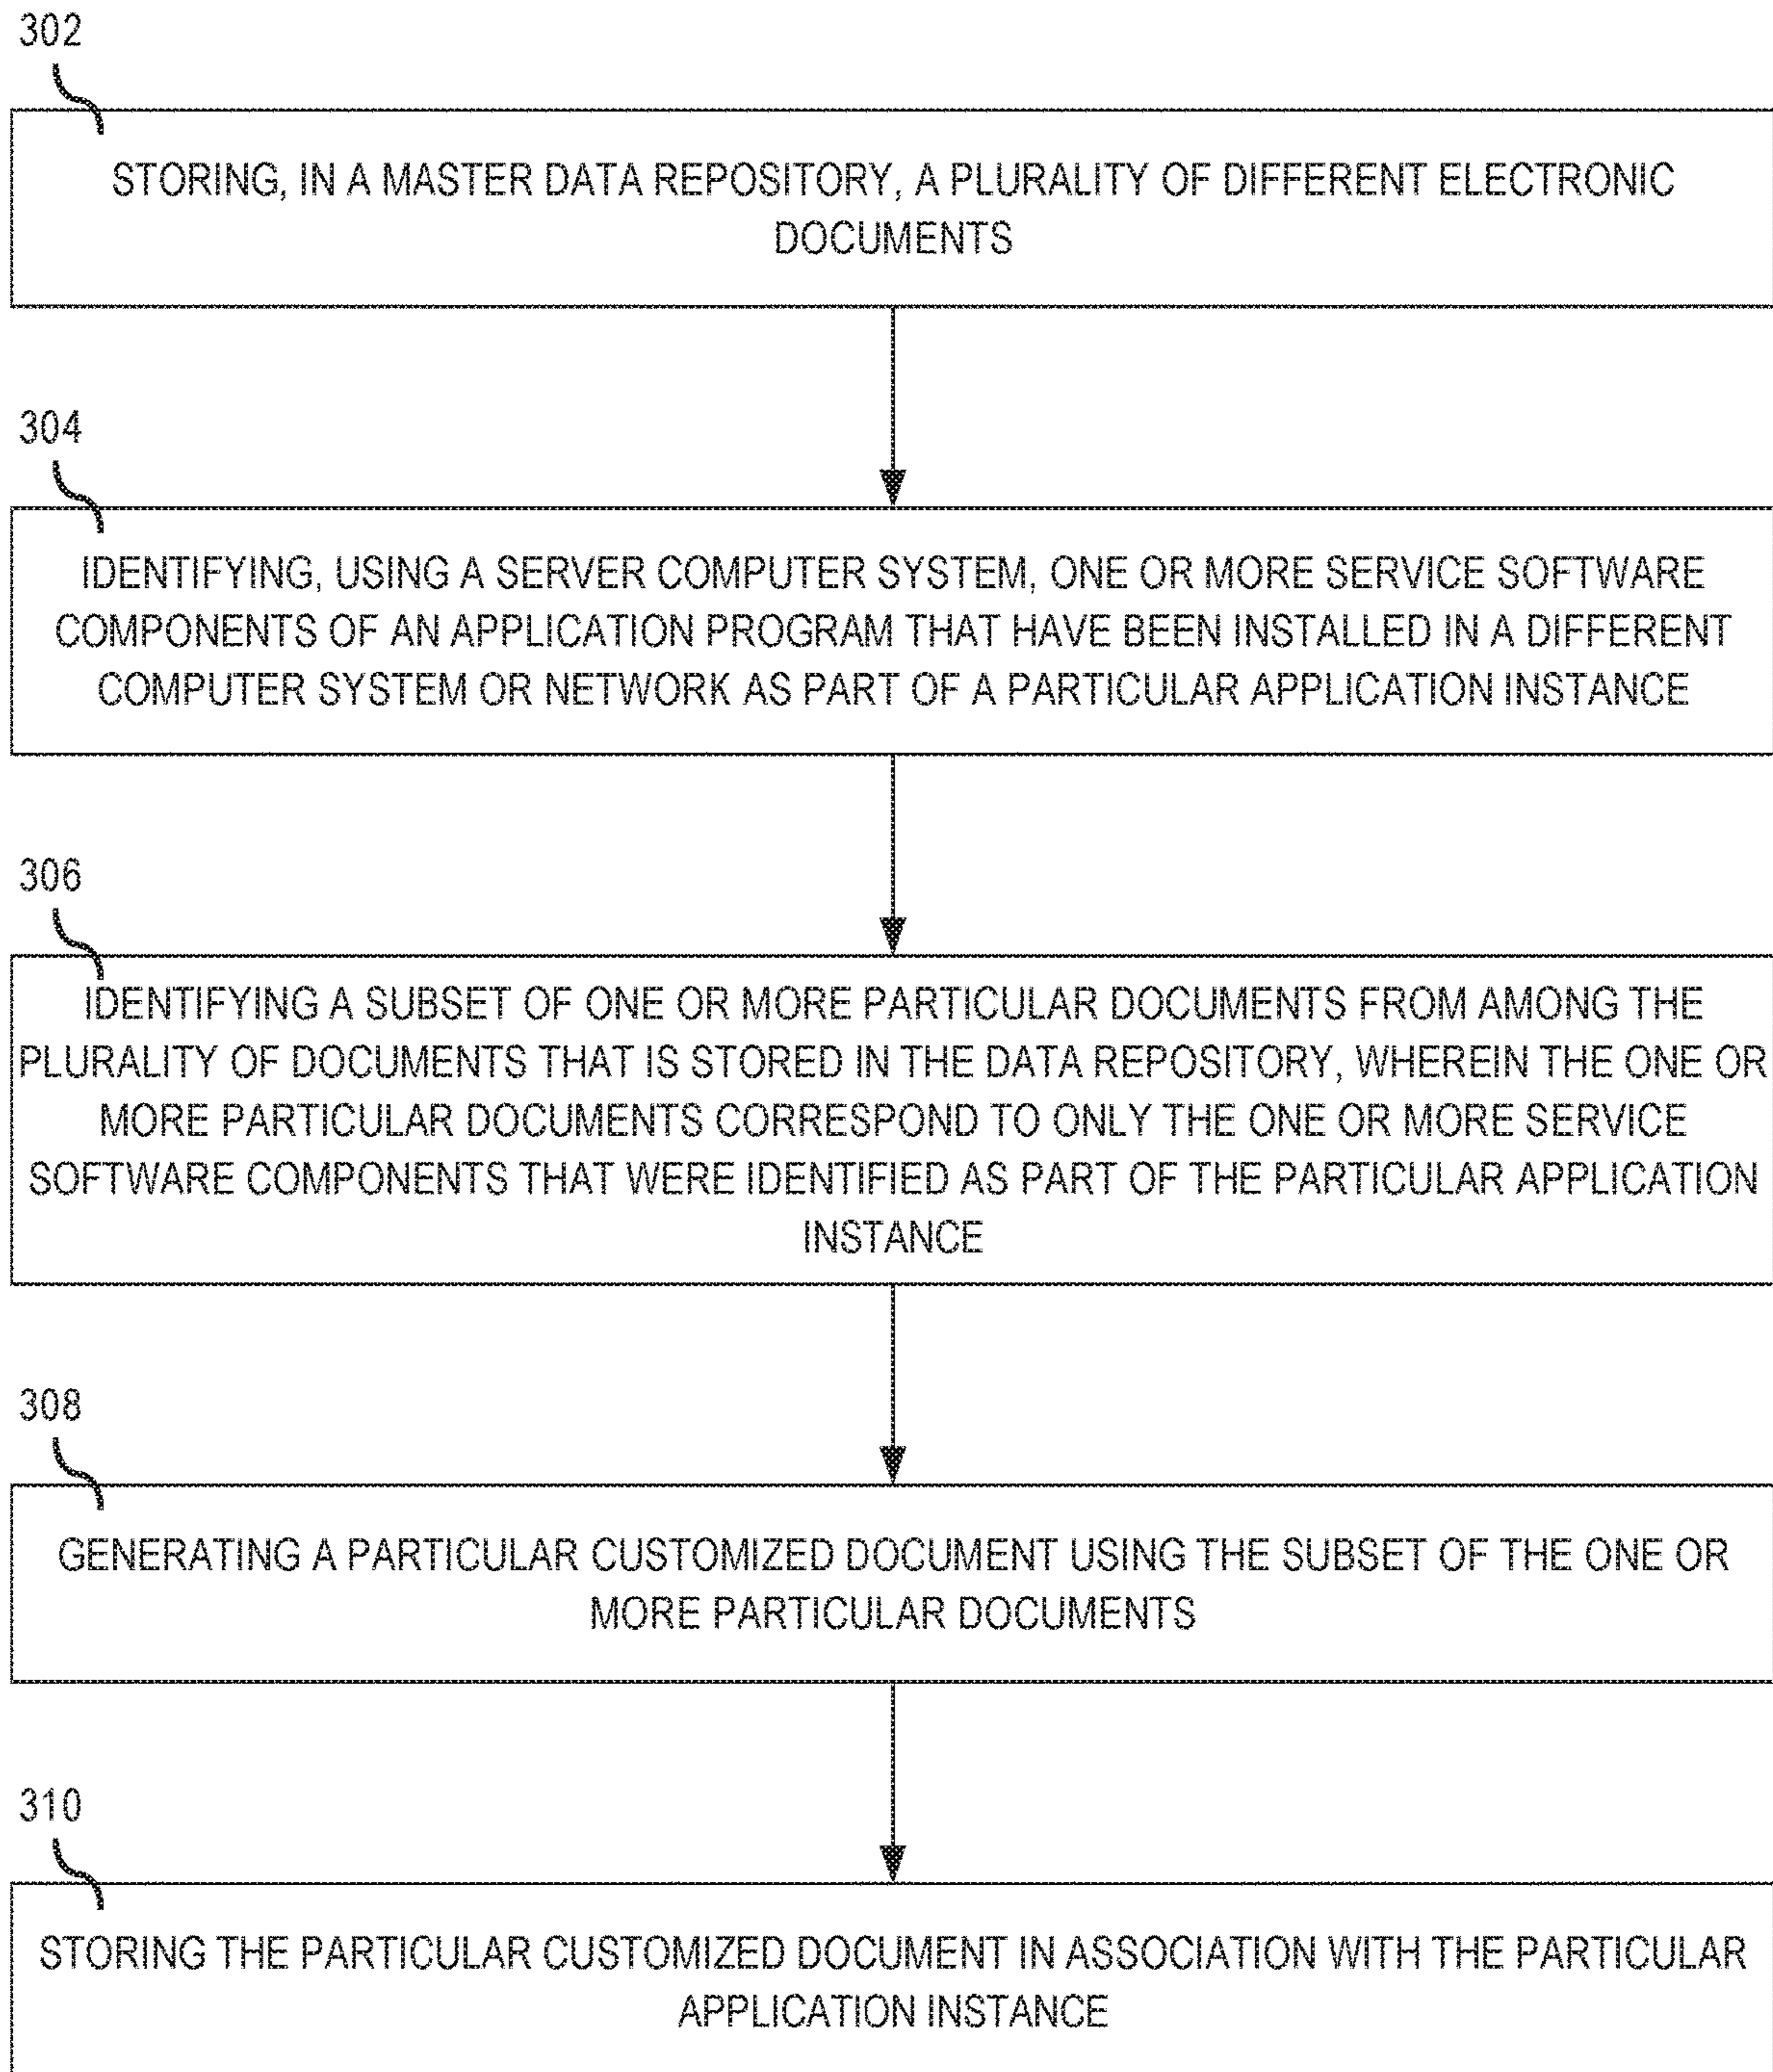 302
STORING, IN A MASTER DATA REPOSITORY, A PLURALITY OF DIFFERENT ELECTRONIC
DOCUMENTS
304
IDENTIFYING, USING A SERVER COMPUTER SYSTEM, ONE OR MORE SERVICE SOFTWARE
COMPONENTS OF AN APPLICATION PROGRAM THAT HAVE BEEN INSTALLED IN A DIFFERENT
COMPUTER SYSTEM OR NETWORK AS PART OF A PARTICULAR APPLICATION INSTANCE
306
IDENTIFYING A SUBSET OF ONE OR MORE PARTICULAR DOCUMENTS FROM AMONG THE
PLURALITY OF DOCUMENTS THAT IS STORED IN THE DATA REPOSITORY, WHEREIN THE ONE OR
MORE PARTICULAR DOCUMENTS CORRESPOND TO ONLY THE ONE OR MORE SERVICE
SOFTWARE COMPONENTS THAT WERE IDENTIFIED AS PART OF THE PARTICULAR APPLICATION
INSTANCE
308
GENERATING A PARTICULAR CUSTOMIZED DOCUMENT USING THE SUBSET OF THE ONE OR
MORE PARTICULAR DOCUMENTS
310
STORING THE PARTICULAR CUSTOMIZED DOCUMENT IN ASSOCIATION WITH THE PARTICULAR
APPLICATION INSTANCE